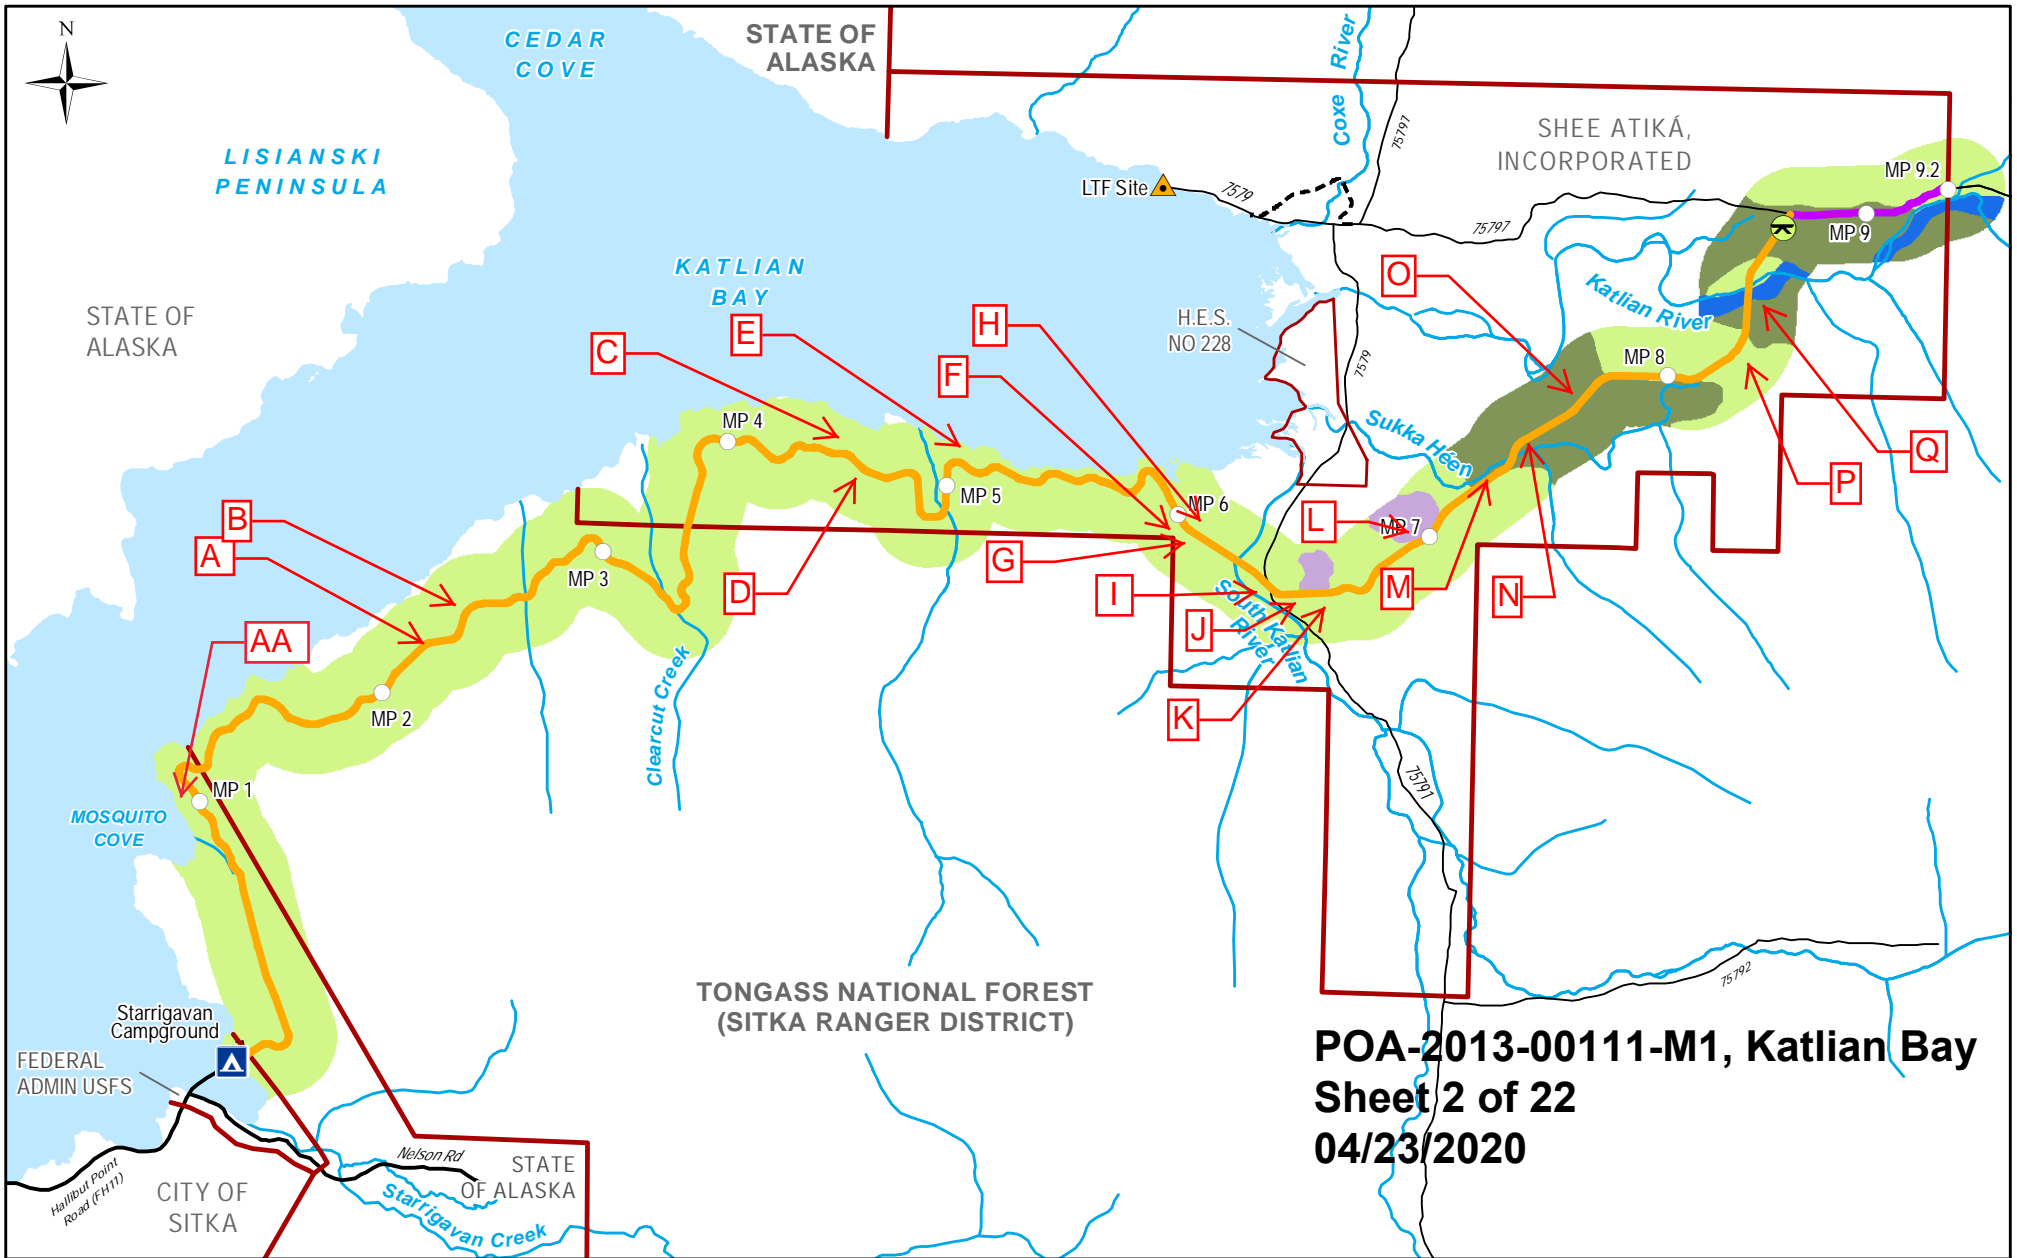 N
CEDAR
COVE
STATE OF
ALASKA
Coxe River
75797
SHEE ATIKÁ,
INCORPORATED
LISIANSKI
PENINSULA
LTF Site
7579
75797
MP 9.2
MP 9
KATLIAN
BAY
O
Katlian River
STATE OF
ALASKA
H
E
C
F
H.E.S.
NO 228
7579
MP 8
MP 4
Sukka Héen
Q
P
B
A
MP 5
MP 6
L
MP 7
MP 3
D
G
I
M
N
AA
J
South Katlian
River
K
Clearcut Creek
MP 2
MP 1
MOSQUITO
COVE
75791
75792
TONGASS NATIONAL FOREST
(SITKA RANGER DISTRICT)
Starrigavan
Campground
FEDERAL
ADMIN USFS
POA-2013-00111-M1, Katlian Bay
Sheet 2 of 22
04/23/2020
Nelson Rd
STATE
OF ALASKA
Halibut Point
Road (FH11)
CITY OF
SITKA
Starrigavan Creek